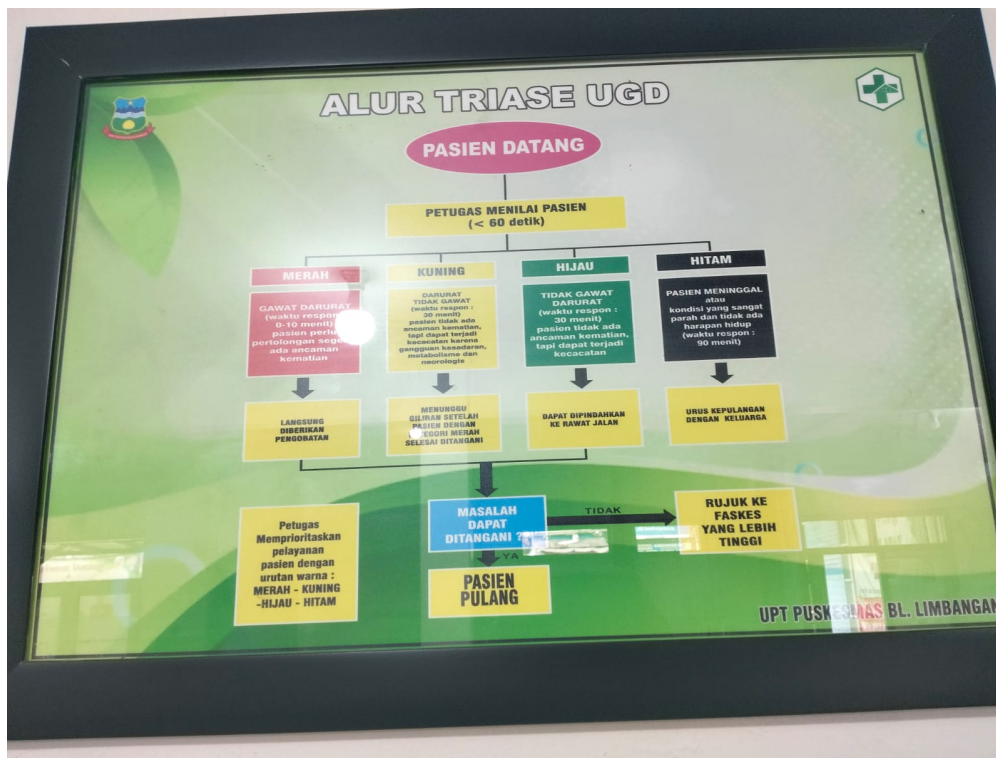 ALUR TRIASE UGD
PASIEN DATANG
PETUGAS MENILAI PASIEN
(< 60 detik)
MERAH
GAWAT DARURAT
(waktu respon
0-10 menit)
pasien perlu
pertolongan
ada ancaman
kematian
LANGSUNG
DIBERIKAN
PENGOBATAN
KUNING
DARURAT
TIDAK GAWAT
(waktu respon :
30 menit)
pasien tidak ada
ancaman kematian,
tapi dapat terjadi
kecacatan karena
gangguan kesadaran,
metabolisme dan
neorologis
MENUNGGU
GILIRAN SETELAH
PASIEN DENGAN
KATEGORI MERAH
SELESAI DITANGANI
HIJAU
TIDAK GAWAT
DARURAT
(waktu respon :
30 menit)
pasien tidak ada
ancaman kematian,
tapi dapat terjadi
kecacatan
DAPAT DIPINDAHKAN
KE RAWAT JALAN
HITAM
PASIEN MENINGGAL
atau
kondisi yang sangat
parah dan tidak ada
harapan hidup
(waktu respon :
90 menit)
URUS KEPULANGAN
DENGAN KELUARGA
Petugas
Memprioritaskan
pelayanan
pasien dengan
urutan warna :
MERAH - KUNING
-HIJAU - HITAM
MASALAH
DAPAT
DITANGANI ?
TIDAK
RUJUK KE
FASKES
YANG LEBIH
TINGGI
YA
PASIEN
PULANG
UPT PUSKESMAS BL. LIMBANGAN